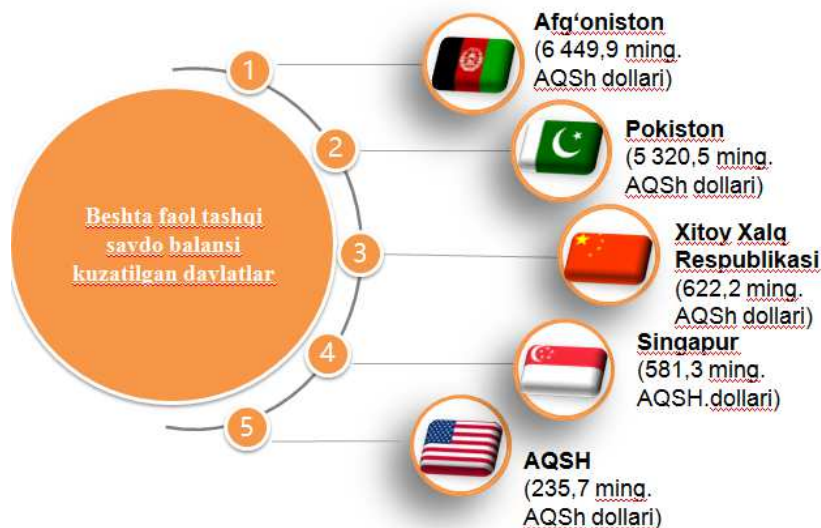 Beshta faol tashqi
savdo balansi
kuzatilgan davlatlar
1
Afg‘oniston
(6 449,9 ming.
AQSh dollari)
2
Pokiston
(5 320,5 ming.
AQSh dollari)
3
Xitoy Xalq
Respublikasi
(622,2 ming.
AQSh dollari)
4
Singapur
(581,3 ming.
AQSH.dollari)
5
AQSH
(235,7 ming.
AQSh dollari)